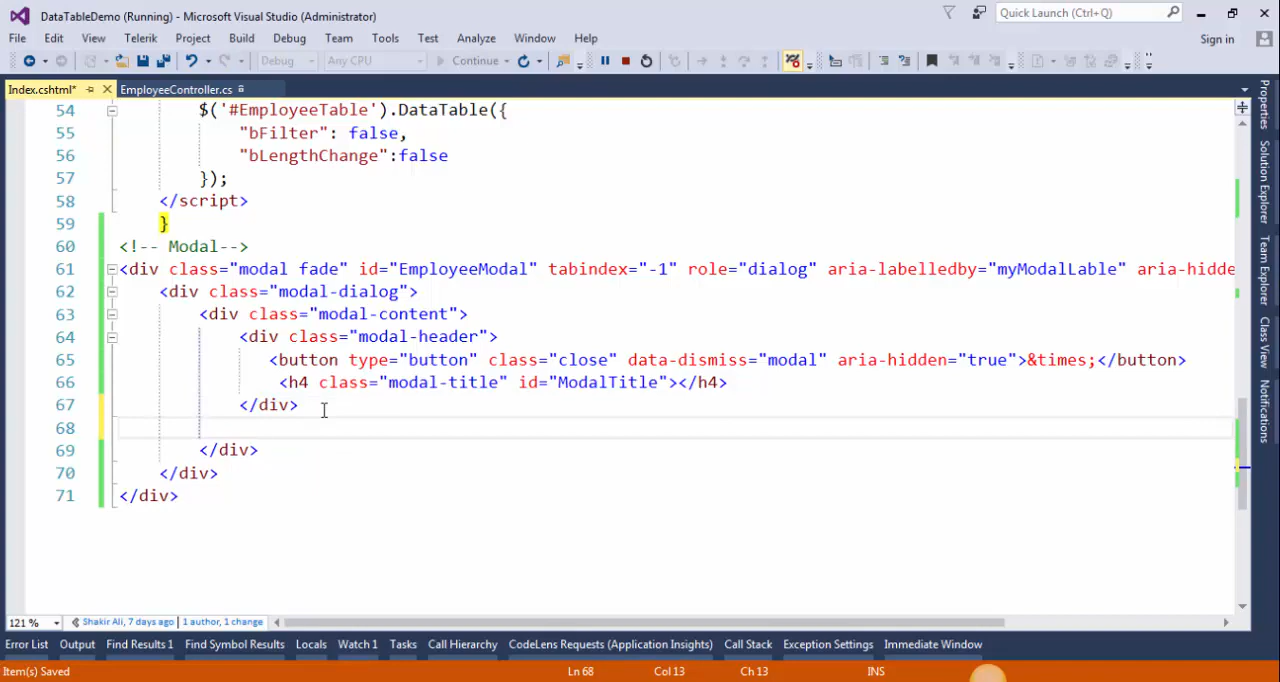 DataTableDemo (Running) - Microsoft Visual Studio (Administrator)
Quick Launch (Ctrl+Q)
File Edit View Telerik Project Build Debug Team Tools Test Analyze Window Help
Sign in
Debug Any CPU Continue
Index.cshtml* EmployeeController.cs
54 $('#EmployeeTable').DataTable({
55 "bFilter": false,
56 "bLengthChange":false
57 });
58 </script>
59 }
60 <!-- Modal-->
61 <div class="modal fade" id="EmployeeModal" tabindex="-1" role="dialog" aria-labelledby="myModalLable" aria-hidde
62 <div class="modal-dialog">
63 <div class="modal-content">
64 <div class="modal-header">
65 <button type="button" class="close" data-dismiss="modal" aria-hidden="true">&times;</button>
66 <h4 class="modal-title" id="ModalTitle"></h4>
67 </div>
68
69 </div>
70 </div>
71 </div>
Properties
Solution Explorer
Team Explorer
Class View
Notifications
121 % Shakir Ali, 7 days ago | 1 author, 1 change
Error List Output Find Results 1 Find Symbol Results Locals Watch 1 Tasks Call Hierarchy CodeLens Results (Application Insights) Call Stack Exception Settings Immediate Window
Item(s) Saved Ln 68 Col 13 Ch 13 INS